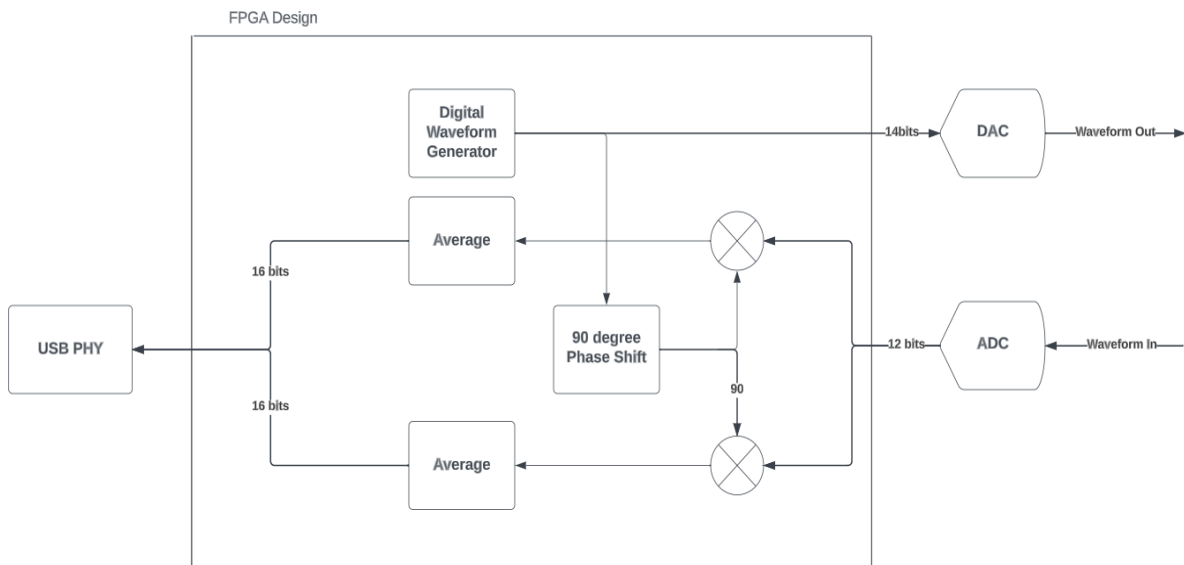 FPGA Design
Digital
Waveform
Generator
14bits
DAC
Waveform Out
Average
16 bits
USB PHY
90 degree
Phase Shift
12 bits
ADC
Waveform In
90
16 bits
Average